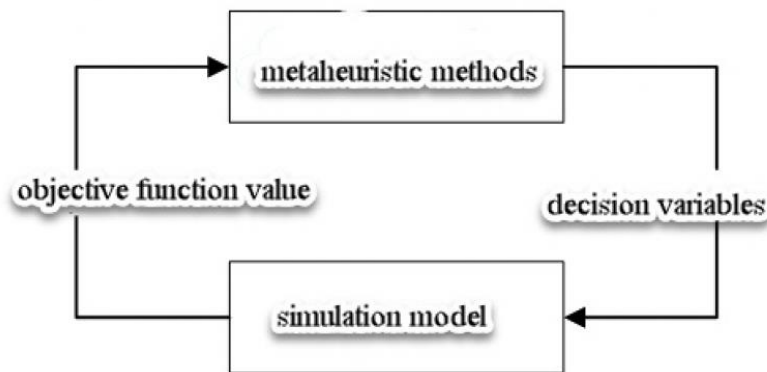 metaheuristic methods
objective function value
decision variables
simulation model